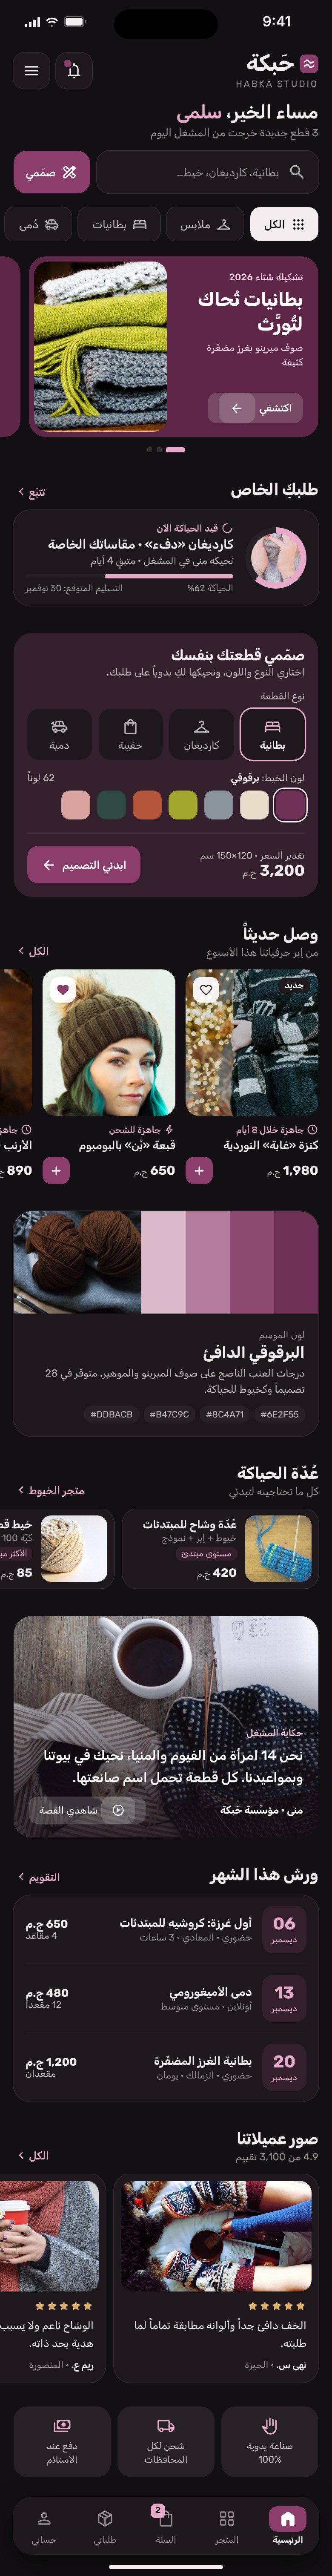 9:41
حَبكة
HABKA STUDIO
مساء الخير، سلمى
3 قطع جديدة خرجت من المشغل اليوم
بطانية، كارديغان، خيط...
صمّمي
الكل
ملابس
بطانيات
دُمى
تشكيلة شتاء 2026
بطانيات تُحاك
لتُورَّث
صوف ميرينو بغرز مضفّرة
كثيفة
اكتشفي
طلبكِ الخاص
تتبّع
قيد الحياكة الآن
كارديغان «دفء» • مقاساتك الخاصة
تحيكه منى في المشغل • متبقٍ 4 أيام
الحياكة 62%
التسليم المتوقع: 30 نوفمبر
صمّمي قطعتك بنفسك
اختاري النوع واللون، ونحيكها لكِ يدوياً على طلبك.
نوع القطعة
بطانية
كارديغان
حقيبة
دمية
لون الخيط: برقوقي
62 لوناً
تقدير السعر • 120×150 سم
3,200 ج.م
ابدئي التصميم
وصل حديثاً
من إبر حرفياتنا هذا الأسبوع
الكل
جديد
جاهزة خلال 8 أيام
كنزة «غابة» النوردية
1,980 ج.م
جاهزة للشحن
قبعة «بُن» بالبومبوم
650 ج.م
جاهز
الأرنب
890
لون الموسم
البرقوقي الدافئ
درجات العنب الناضج على صوف الميرينو والموهير. متوفّر في 28
تصميماً وكخيوط للحياكة.
#6E2F55
#8C4A71
#B47C9C
#DDBACB
عُدّة الحياكة
كل ما تحتاجينه لتبدئي
متجر الخيوط
عُدّة وشاح للمبتدئات
خيوط + إبر + نموذج
مستوى مبتدئ
420 ج.م
كبّة 100
85 ج.م
حكاية المشغل
نحن 14 امرأة من الفيوم والمنيا، نحيك في بيوتنا
وبمواعيدنا. كل قطعة تحمل اسم صانعتها.
منى • مؤسِّسة حَبكة
شاهدي القصة
ورش هذا الشهر
التقويم
06
ديسمبر
أول غرزة: كروشيه للمبتدئات
حضوري • المعادي • 3 ساعات
650 ج.م
4 مقاعد
13
ديسمبر
دمى الأميغورومي
أونلاين • مستوى متوسط
480 ج.م
12 مقعداً
20
ديسمبر
بطانية الغرز المضفّرة
حضوري • الزمالك • يومان
1,200 ج.م
مقعدان
صور عميلاتنا
4.9 من 3,100 تقييم
الكل
الخف دافئ جداً وألوانه مطابقة تماماً لما
طلبته.
نهى س. • الجيزة
الوشاح ناعم ولا يسبب
هدية بحد ذاته.
ريم ع. • المنصورة
صناعة يدوية
100%
شحن لكل
المحافظات
دفع عند
الاستلام
الرئيسية
المتجر
2
السلة
طلباتي
حسابي